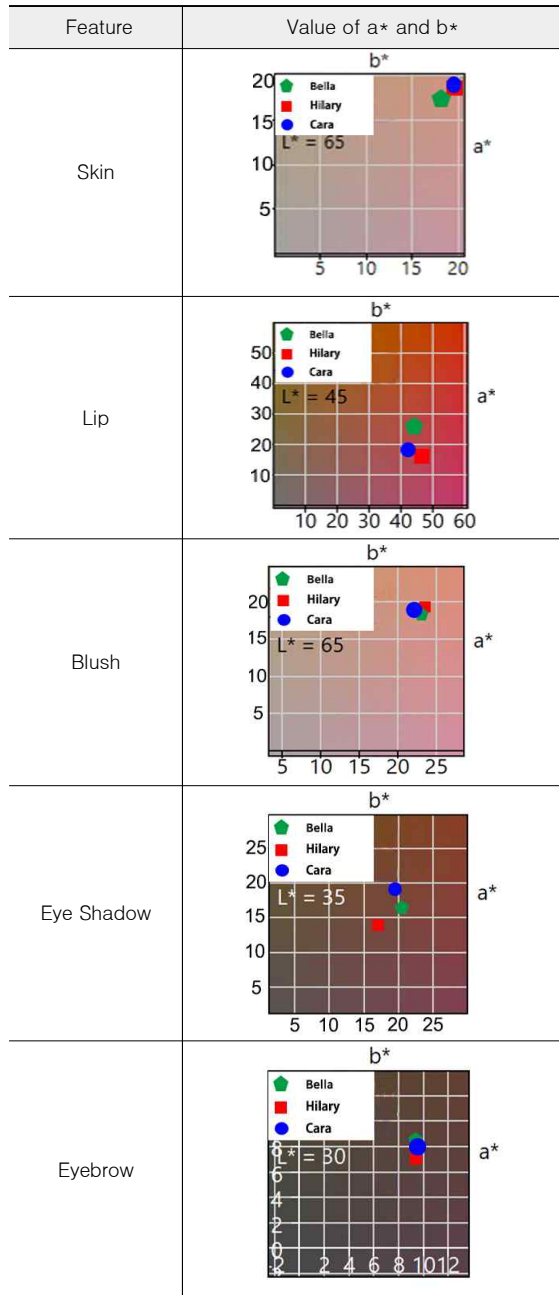 Feature Value of a* and b*
Skin
b*
Bella
Hilary
Cara
L* = 65
20
15
10
5
5 10 15 20
a*
Lip
b*
Bella
Hilary
Cara
L* = 45
50
40
30
20
10
10 20 30 40 50 60
a*
Blush
b*
Bella
Hilary
Cara
L* = 65
20
15
10
5
5 10 15 20 25
a*
Eye Shadow
b*
Bella
Hilary
Cara
L* = 35
25
20
15
10
5
5 10 15 20 25
a*
Eyebrow
b*
Bella
Hilary
Cara
L* = 30
8
6
4
2
0
-2 2 4 6 8 10 12
a*